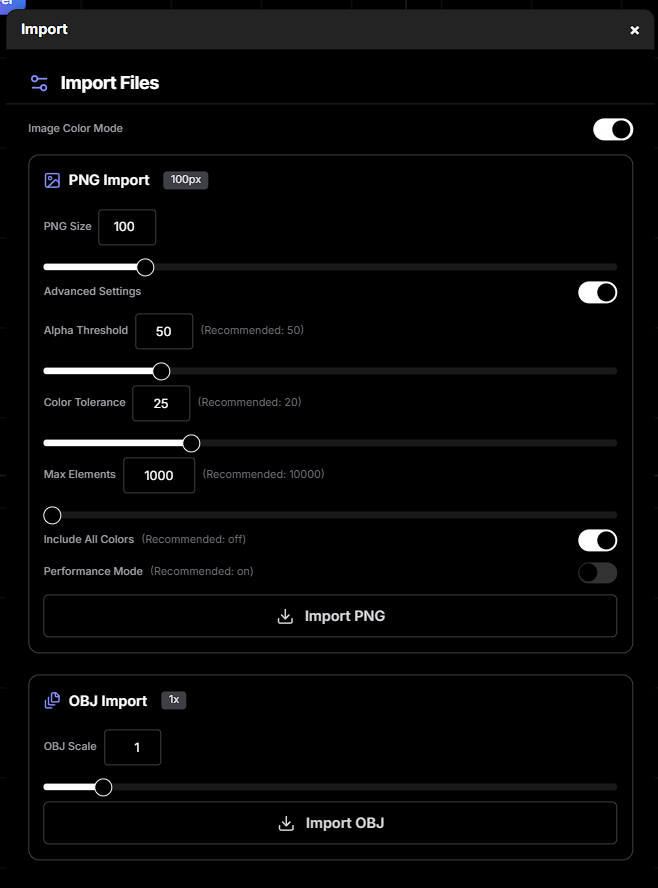 er
Import ×
Import Files
Image Color Mode
PNG Import 100px
PNG Size 100
Advanced Settings
Alpha Threshold 50 (Recommended: 50)
Color Tolerance 25 (Recommended: 20)
Max Elements 1000 (Recommended: 10000)
Include All Colors (Recommended: off)
Performance Mode (Recommended: on)
Import PNG
OBJ Import 1x
OBJ Scale 1
Import OBJ